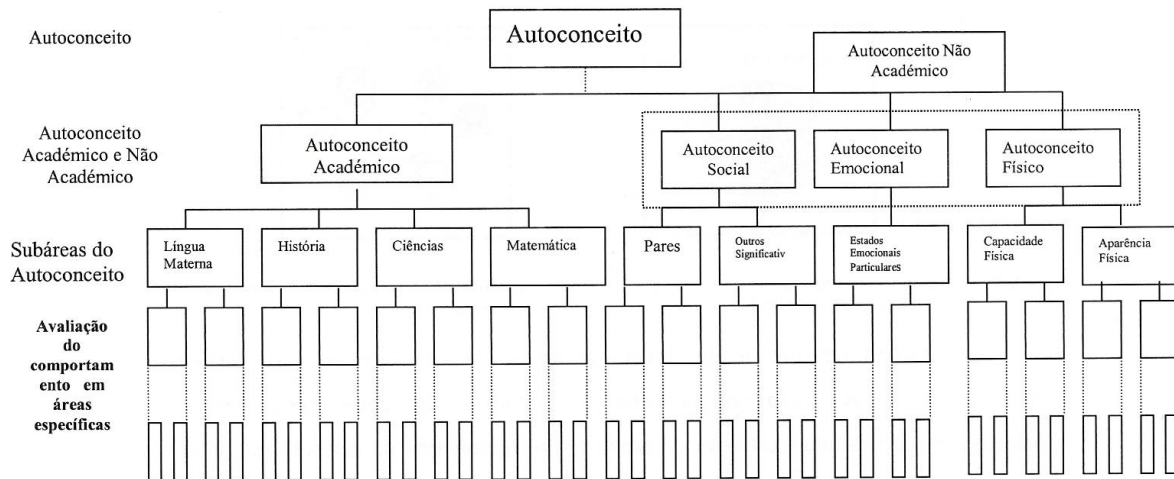 Autoconceito
Autoconceito
Autoconceito Não
Académico
Autoconceito
Académico e Não
Académico
Autoconceito
Académico
Autoconceito
Social
Autoconceito
Emocional
Autoconceito
Físico
Subáreas do
Autoconceito
Língua
Materna
História
Ciências
Matemática
Pares
Outros
Significativ
Estados
Emocionais
Particulares
Capacidade
Física
Aparência
Física
Avaliação
do
comportam
ento em
áreas
específicas